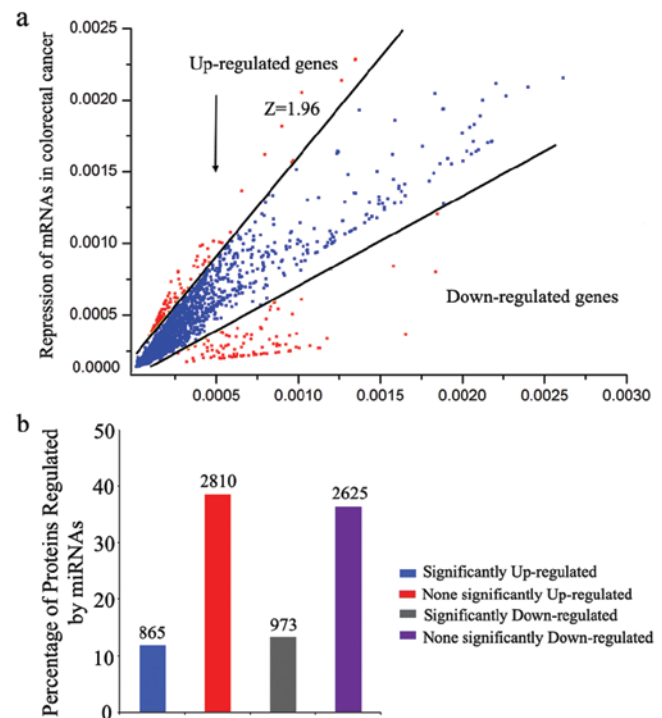 a
0.0025
0.0020
0.0015
0.0010
0.0005
0.0000
Repression of mRNAs in colorectal cancer
Up-regulated genes
Z=1.96
Down-regulated genes
0.0005 0.0010 0.0015 0.0020 0.0025 0.0030
b
50
40
30
20
10
0
Percentage of Proteins Regulated
by miRNAs
865
2810
973
2625
Significantly Up-regulated
None significantly Up-regulated
Significantly Down-regulated
None significantly Down-regulated